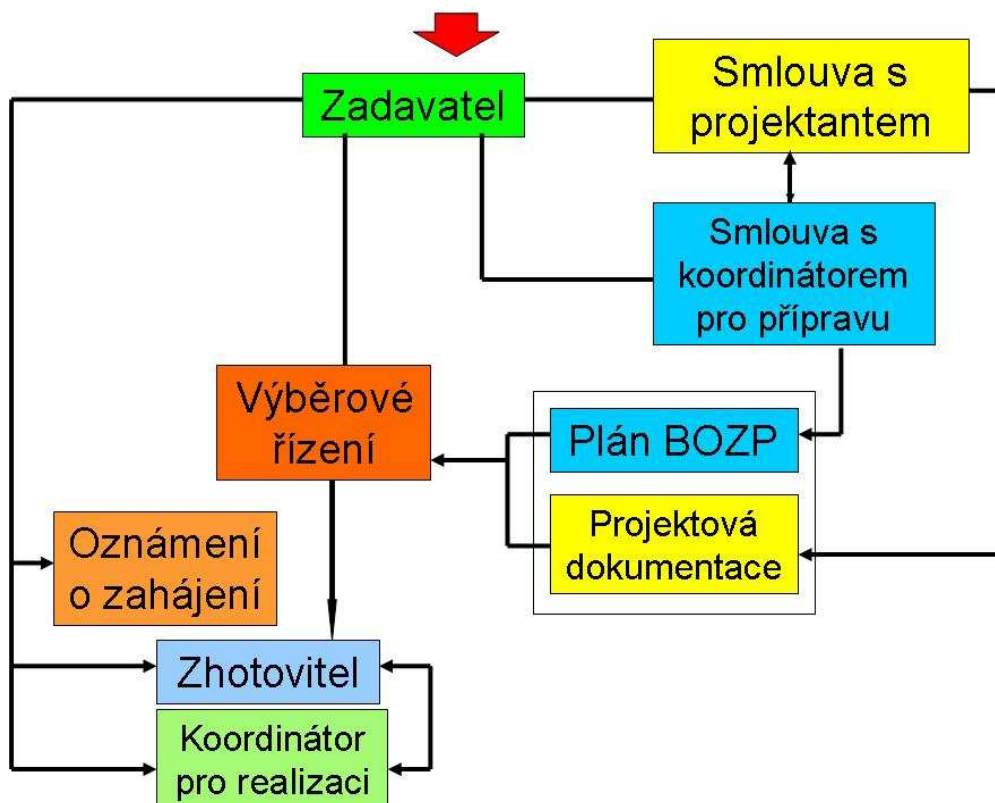 Zadavatel
Smlouva s
projektantem
Smlouva s
koordinátorem
pro přípravu
Výběrové
řízení
Plán BOZP
Projektová
dokumentace
Oznámení
o zahájení
Zhotovitel
Koordinátor
pro realizaci